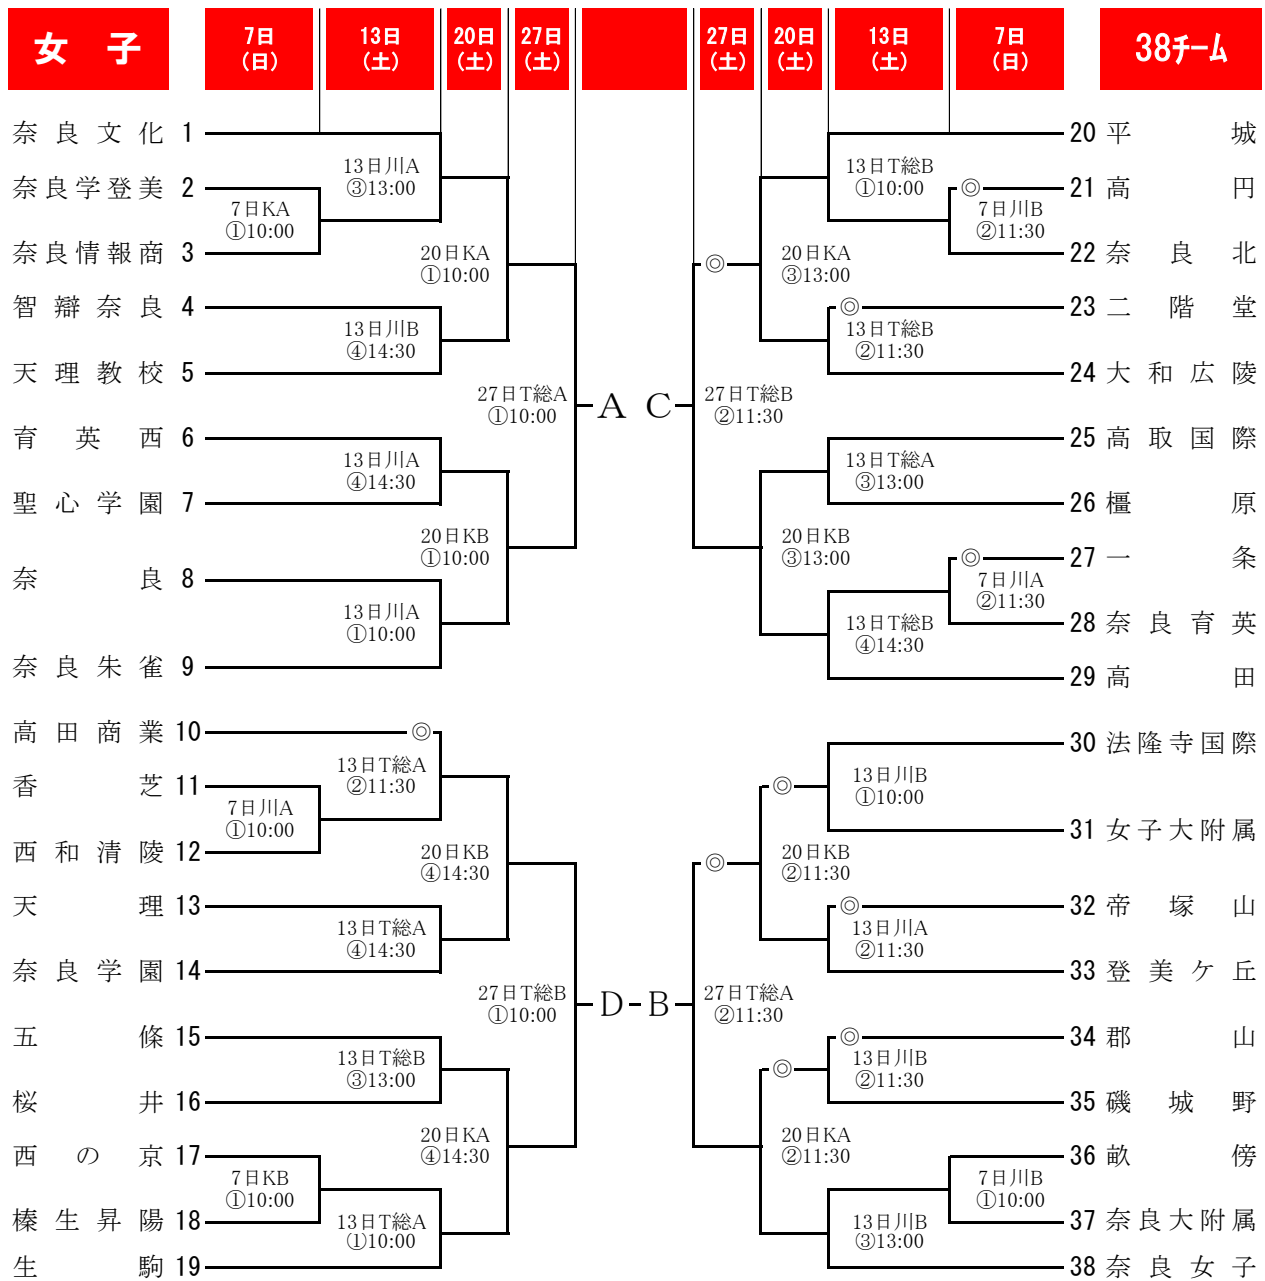 女 子 7日 13日 20日 27日 27日 20日 13日 7日 38チーム
(日) (土) (土) (土) (土) (土) (土) (日)
奈良文化 1
13日川A
③13:00
奈良学登美 2
7日KA
①10:00
奈良情報商 3
20日KA
①10:00
智辯奈良 4
13日川B
④14:30
天理教校 5
27日T総A
①10:00
A
育英西 6
13日川A
④14:30
聖心学園 7
20日KB
①10:00
奈良 8
13日川A
①10:00
奈良朱雀 9
高田商業 10 ◎
13日T総A
②11:30
香芝 11
7日川A
①10:00
西和清陵 12
20日KB
④14:30
天理 13
13日T総A
④14:30
奈良学園 14
27日T総B
①10:00
D
五條 15
13日T総B
③13:00
桜井 16
20日KA
④14:30
西の京 17
7日KB
①10:00
榛生昇陽 18
13日T総A
①10:00
生駒 19
20 平城
13日T総B
①10:00
◎ 21 高円
7日川B
②11:30
22 奈良北
◎
20日KA
③13:00
◎ 23 二階堂
13日T総B
②11:30
24 大和広陵
C
27日T総B
②11:30
25 高取国際
13日T総A
③13:00
26 橿原
20日KB
③13:00
◎ 27 一条
7日川A
②11:30
28 奈良育英
13日T総B
④14:30
29 高田
30 法隆寺国際
13日川B
①10:00
◎
31 女子大附属
◎
20日KB
②11:30
◎ 32 帝塚山
13日川A
②11:30
33 登美ケ丘
B
27日T総A
②11:30
◎ 34 郡山
13日川B
②11:30
◎
35 磯城野
20日KA
②11:30
36 畝傍
7日川B
①10:00
37 奈良大附属
13日川B
③13:00
38 奈良女子